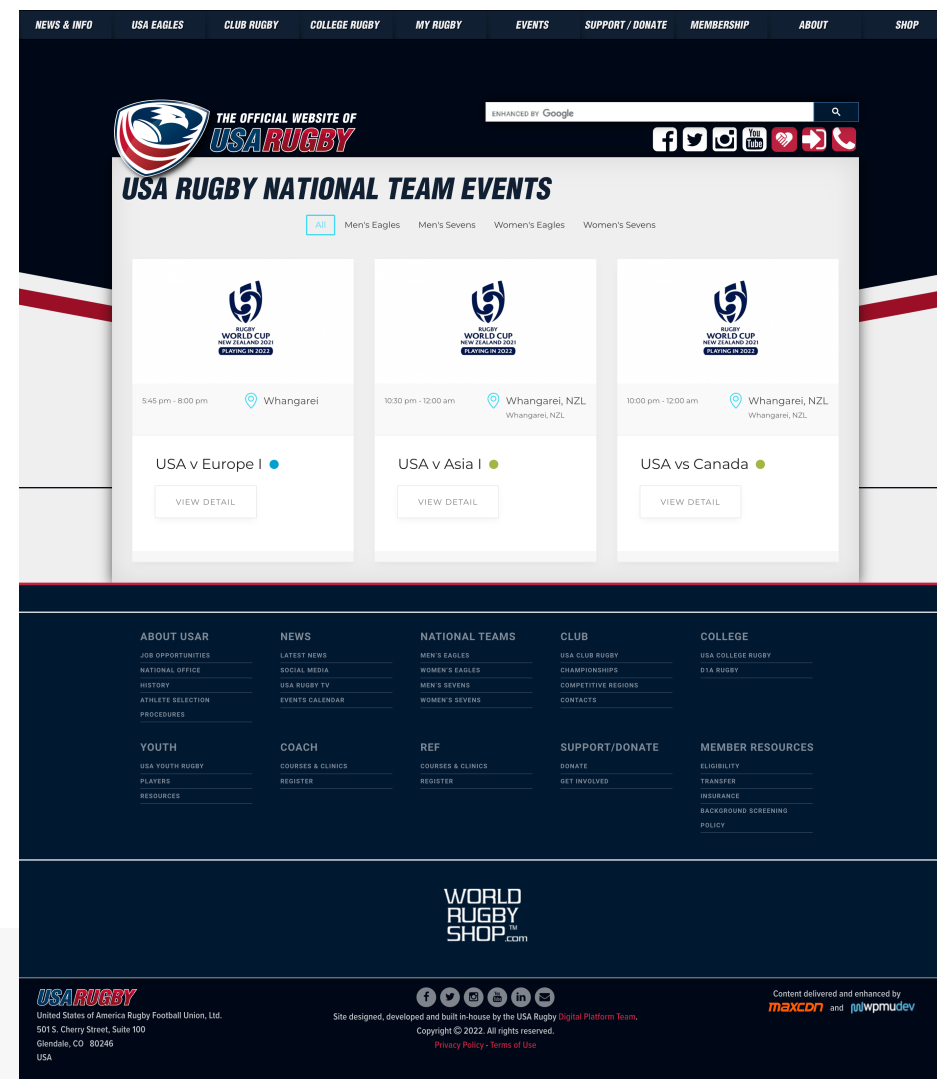 NEWS & INFO USA EAGLES CLUB RUGBY COLLEGE RUGBY MY RUGBY EVENTS SUPPORT / DONATE MEMBERSHIP ABOUT SHOP
THE OFFICIAL WEBSITE OF
USA RUGBY
ENHANCED BY Google
You Tube
USA RUGBY NATIONAL TEAM EVENTS
All Men's Eagles Men's Sevens Women's Eagles Women's Sevens
RUGBY RUGBY RUGBY
WORLD CUP WORLD CUP WORLD CUP
NEW ZEALAND 2021 NEW ZEALAND 2021 NEW ZEALAND 2021
PLAYING IN 2022 PLAYING IN 2022 PLAYING IN 2022
5:45 pm - 8:00 pm Whangarei 10:30 pm - 12:00 am Whangarei, NZL 10:00 pm - 12:00 am Whangarei, NZL
Whangarei, NZL Whangarei, NZL
USA v Europe I USA v Asia I USA vs Canada
VIEW DETAIL VIEW DETAIL VIEW DETAIL
ABOUT USAR NEWS NATIONAL TEAMS CLUB COLLEGE
JOB OPPORTUNITIES LATEST NEWS MEN'S EAGLES USA CLUB RUGBY USA COLLEGE RUGBY
NATIONAL OFFICE SOCIAL MEDIA WOMEN'S EAGLES CHAMPIONSHIPS D1A RUGBY
HISTORY USA RUGBY TV MEN'S SEVENS COMPETITIVE REGIONS
ATHLETE SELECTION EVENTS CALENDAR WOMEN'S SEVENS CONTACTS
PROCEDURES
YOUTH COACH REF SUPPORT/DONATE MEMBER RESOURCES
USA YOUTH RUGBY COURSES & CLINICS COURSES & CLINICS DONATE ELIGIBILITY
PLAYERS REGISTER REGISTER GET INVOLVED TRANSFER
RESOURCES INSURANCE
BACKGROUND SCREENING
POLICY
WORLD
RUGBY
SHOP™.com
USA RUGBY
United States of America Rugby Football Union, Ltd.
501 S. Cherry Street, Suite 100
Glendale, CO 80246
USA
Site designed, developed and built in-house by the USA Rugby Digital Platform Team.
Copyright © 2022. All rights reserved.
Privacy Policy - Terms of Use
Content delivered and enhanced by
maxcdn and wpmudev